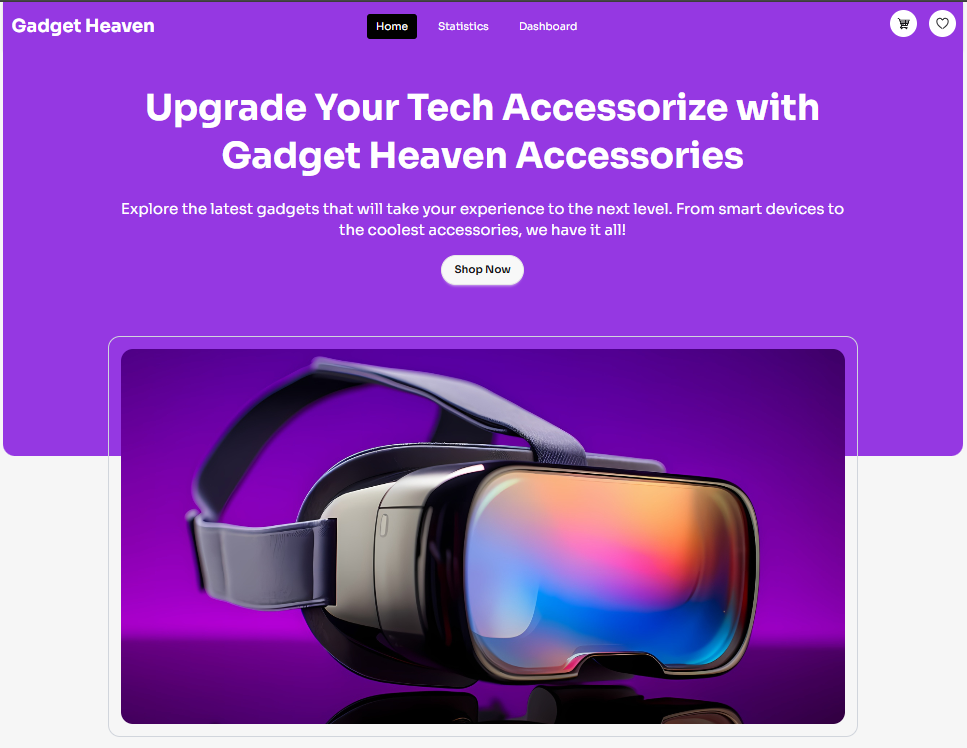 Gadget Heaven
Home
Statistics
Dashboard
Upgrade Your Tech Accessorize with
Gadget Heaven Accessories
Explore the latest gadgets that will take your experience to the next level. From smart devices to
the coolest accessories, we have it all!
Shop Now